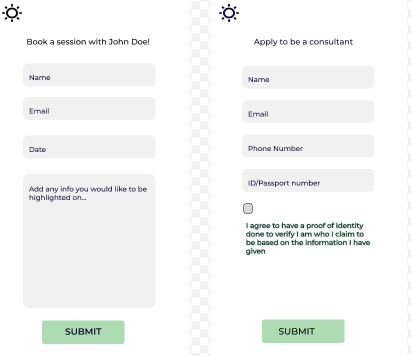 Book a session with John Doe!
Name
Email
Date
Add any info you would like to be
highlighted on...
SUBMIT
Apply to be a consultant
Name
Email
Phone Number
ID/Passport number
I agree to have a proof of identity
done to verify I am who I claim to
be based on the information I have
given
SUBMIT